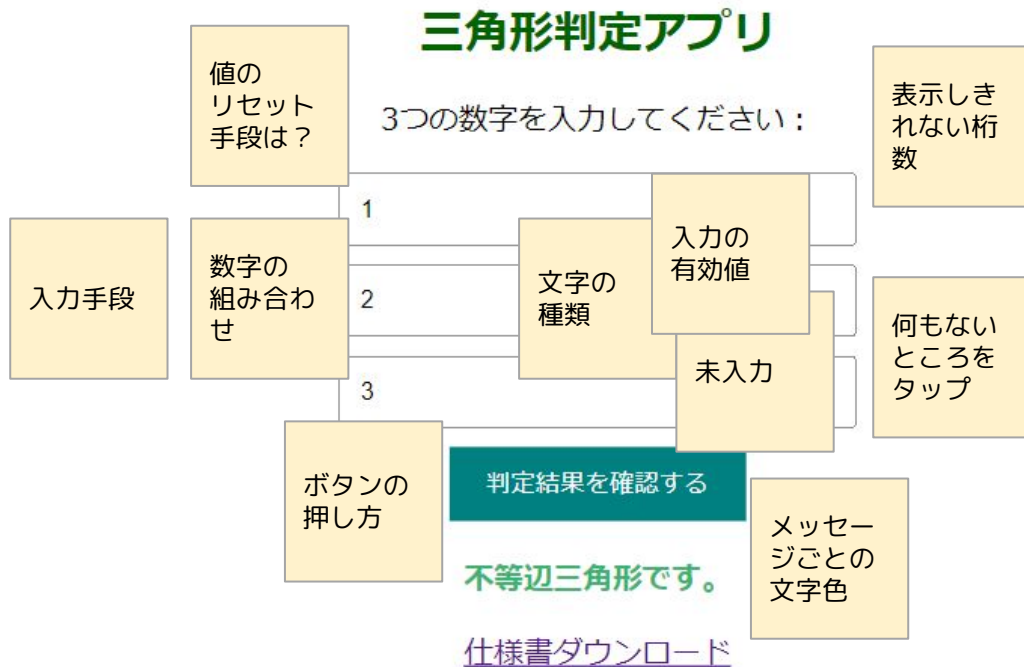 三角形判定アプリ
値の
リセット
手段は？
3つの数字を入力してください：
表示しき
れない桁
数
1
入力の
有効値
入力手段
数字の
組み合わ
せ
2
文字の
種類
何もない
ところを
タップ
未入力
3
ボタンの
押し方
判定結果を確認する
メッセー
ジごとの
文字色
不等辺三角形です。
仕様書ダウンロード